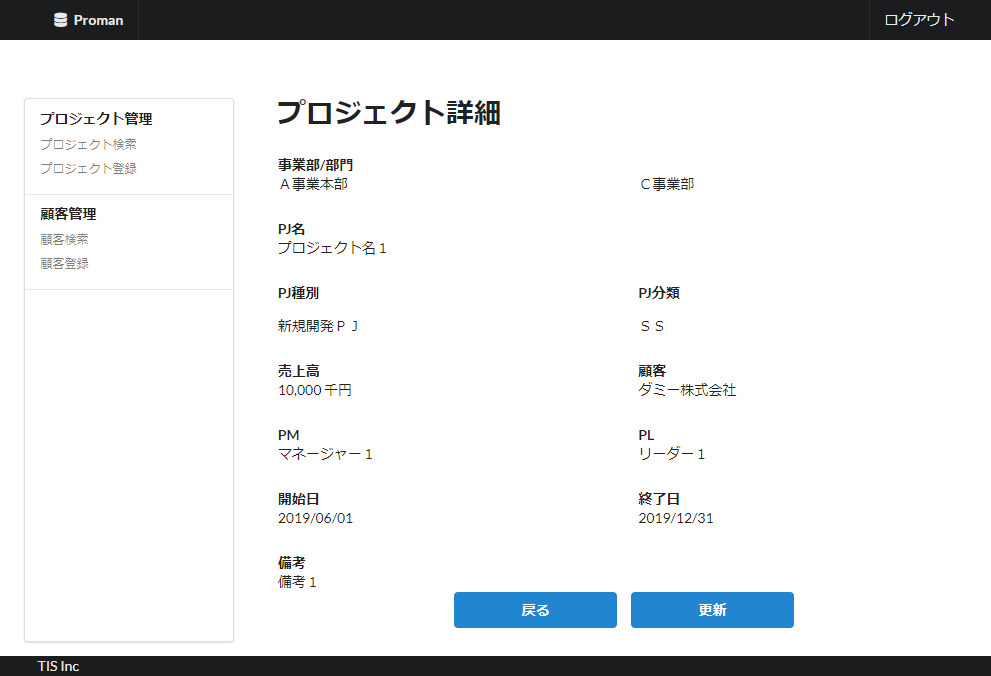 Proman
ログアウト
プロジェクト管理
プロジェクト検索
プロジェクト登録
顧客管理
顧客検索
顧客登録
プロジェクト詳細
事業部/部門
Ａ事業本部 Ｃ事業部
PJ名
プロジェクト名１
PJ種別 PJ分類
新規開発ＰＪ ＳＳ
売上高 顧客
10,000 千円 ダミー株式会社
PM PL
マネージャー１ リーダー１
開始日 終了日
2019/06/01 2019/12/31
備考
備考１
戻る 更新
TIS Inc